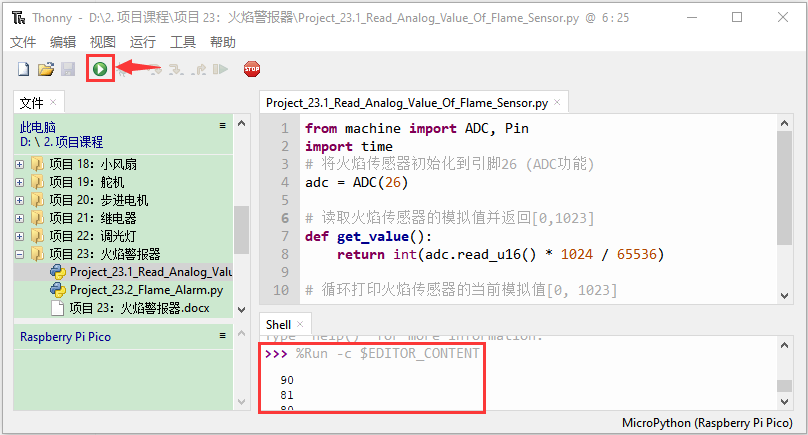 Thonny - D:\2. 项目课程\项目 23：火焰警报器\Project_23.1_Read_Analog_Value_Of_Flame_Sensor.py @ 6:25
文件 编辑 视图 运行 工具 帮助
STOP
文件
此电脑
D: \ 2. 项目课程
项目 18：小风扇
项目 19：舵机
项目 20：步进电机
项目 21：继电器
项目 22：调光灯
项目 23：火焰警报器
Project_23.1_Read_Analog_Valu
Project_23.2_Flame_Alarm.py
项目 23：火焰警报器.docx
Raspberry Pi Pico
Project_23.1_Read_Analog_Value_Of_Flame_Sensor.py
1 from machine import ADC, Pin
2 import time
3 # 将火焰传感器初始化到引脚26 (ADC功能)
4 adc = ADC(26)
5
6 # 读取火焰传感器的模拟值并返回[0,1023]
7 def get_value():
8 return int(adc.read_u16() * 1024 / 65536)
9
10 # 循环打印火焰传感器的当前模拟值[0, 1023]
Shell
Type "help()" for more information.
>>> %Run -c $EDITOR_CONTENT
90
81
80
MicroPython (Raspberry Pi Pico)